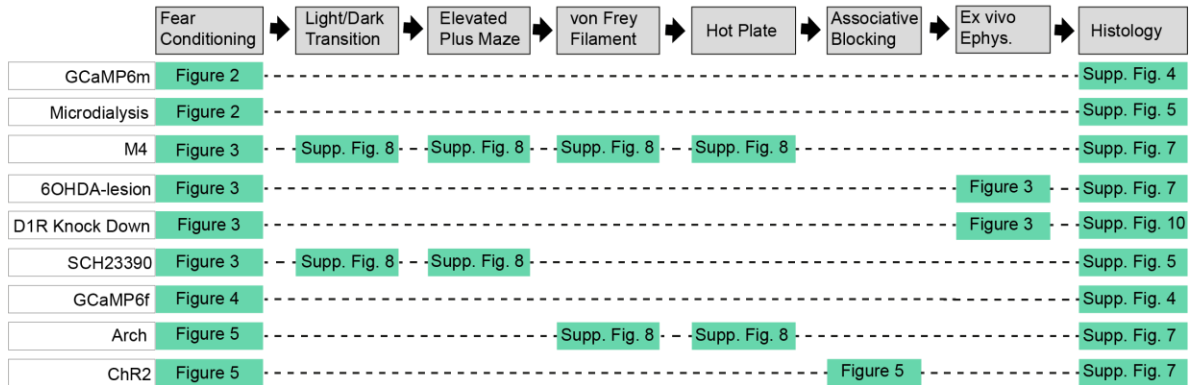 Fear Conditioning
Light/Dark Transition
Elevated Plus Maze
von Frey Filament
Hot Plate
Associative Blocking
Ex vivo Ephys.
Histology
GCaMP6m Figure 2 Supp. Fig. 4
Microdialysis Figure 2 Supp. Fig. 5
M4 Figure 3 Supp. Fig. 8 Supp. Fig. 8 Supp. Fig. 8 Supp. Fig. 8 Supp. Fig. 7
6OHDA-lesion Figure 3 Figure 3 Supp. Fig. 7
D1R Knock Down Figure 3 Figure 3 Supp. Fig. 10
SCH23390 Figure 3 Supp. Fig. 8 Supp. Fig. 8 Supp. Fig. 5
GCaMP6f Figure 4 Supp. Fig. 4
Arch Figure 5 Supp. Fig. 8 Supp. Fig. 8 Supp. Fig. 7
ChR2 Figure 5 Figure 5 Supp. Fig. 7